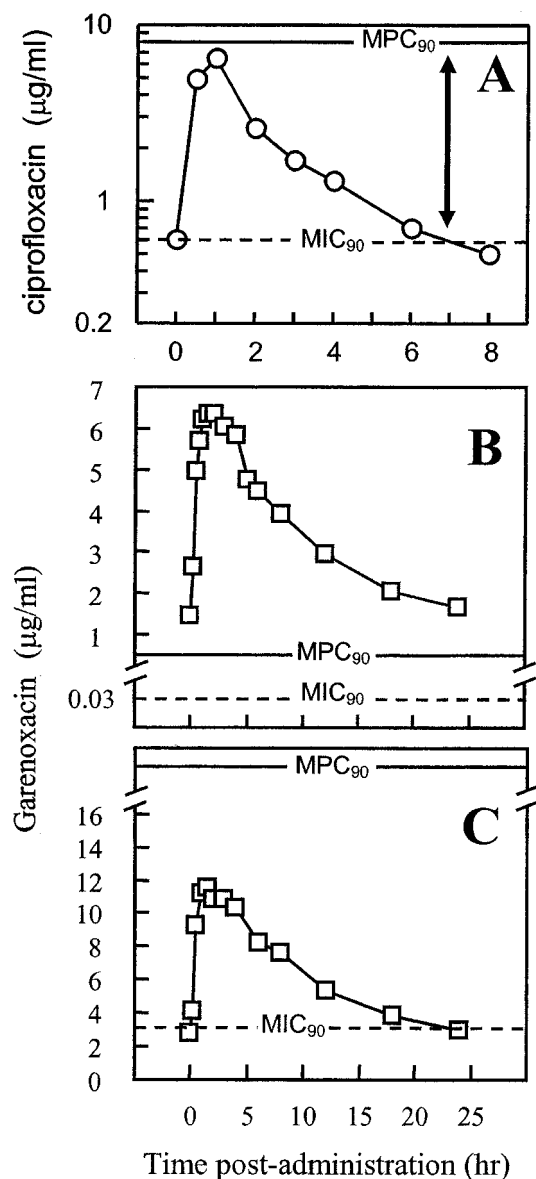 ciprofloxacin (µg/ml)
10
1
0.2
MPC90
A
MIC90
0 2 4 6 8
Garenoxacin (µg/ml)
7
6
5
4
3
2
1
0.03
B
MPC90
MIC90
MPC90
16
14
12
10
8
6
4
2
0
C
MIC90
0 5 10 15 20 25
Time post-administration (hr)